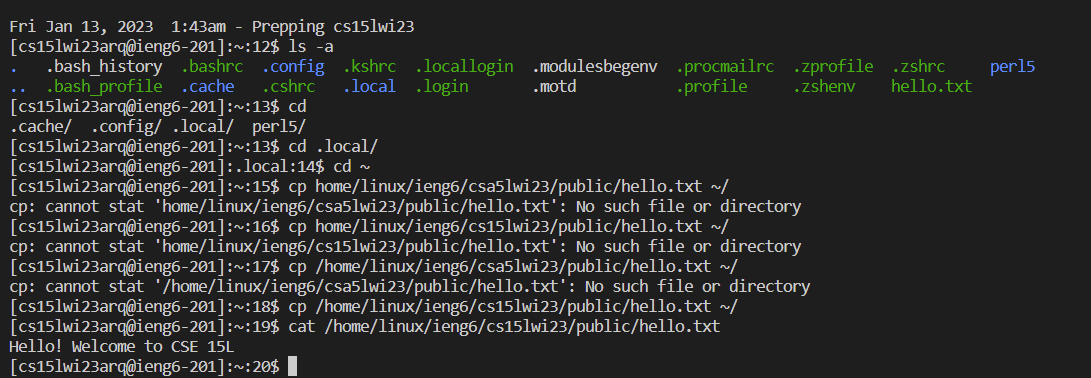 Fri Jan 13, 2023  1:43am - Prepping cs15lwi23
[cs15lwi23arq@ieng6-201]:~:12$ ls -a
.   .bash_history  .bashrc  .config  .kshrc  .locallogin  .modulesbegenv  .procmailrc  .zprofile  .zshrc     perl5
..  .bash_profile  .cache   .cshrc   .local  .login       .motd           .profile     .zshenv    hello.txt
[cs15lwi23arq@ieng6-201]:~:13$ cd
.cache/  .config/ .local/  perl5/
[cs15lwi23arq@ieng6-201]:~:13$ cd .local/
[cs15lwi23arq@ieng6-201]:.local:14$ cd ~
[cs15lwi23arq@ieng6-201]:~:15$ cp home/linux/ieng6/csa5lwi23/public/hello.txt ~/
cp: cannot stat 'home/linux/ieng6/csa5lwi23/public/hello.txt': No such file or directory
[cs15lwi23arq@ieng6-201]:~:16$ cp home/linux/ieng6/cs15lwi23/public/hello.txt ~/
cp: cannot stat 'home/linux/ieng6/cs15lwi23/public/hello.txt': No such file or directory
[cs15lwi23arq@ieng6-201]:~:17$ cp /home/linux/ieng6/csa5lwi23/public/hello.txt ~/
cp: cannot stat '/home/linux/ieng6/csa5lwi23/public/hello.txt': No such file or directory
[cs15lwi23arq@ieng6-201]:~:18$ cp /home/linux/ieng6/cs15lwi23/public/hello.txt ~/
[cs15lwi23arq@ieng6-201]:~:19$ cat /home/linux/ieng6/cs15lwi23/public/hello.txt
Hello! Welcome to CSE 15L
[cs15lwi23arq@ieng6-201]:~:20$